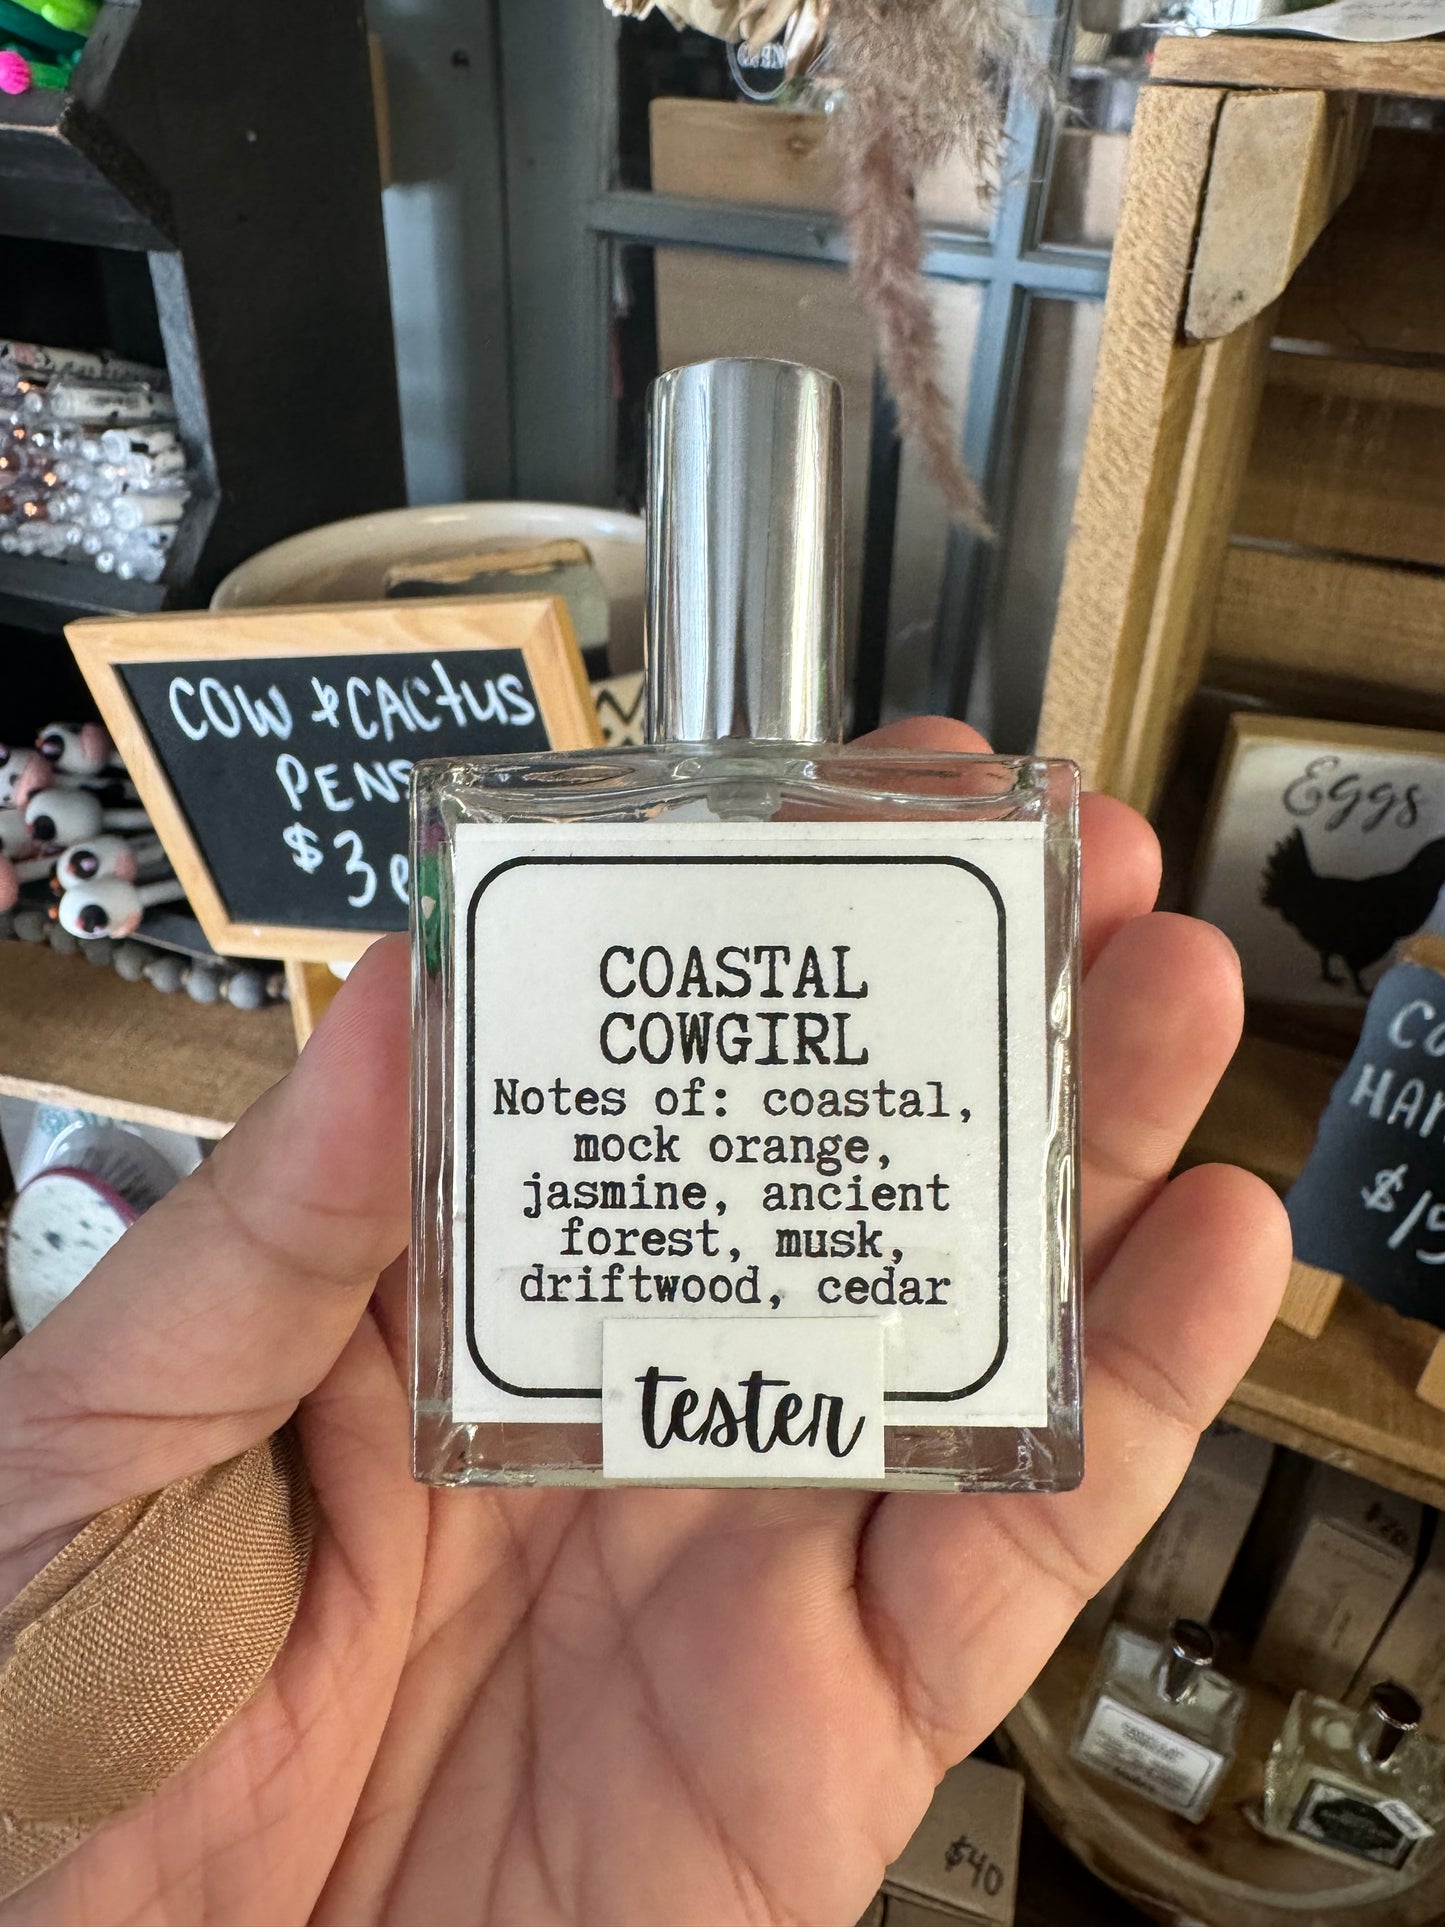 COW & CACTUS
PENS
$3
Eggs
COASTAL
COWGIRL
Notes of: coastal,
mock orange,
jasmine, ancient
forest, musk,
driftwood, cedar
tester
$20
$40